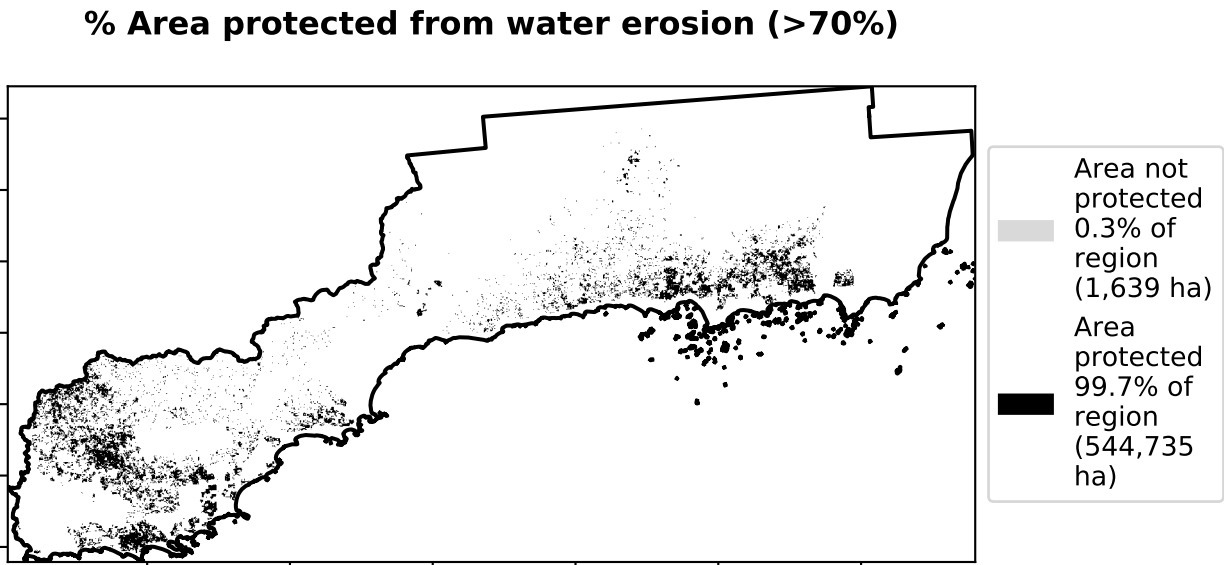 % Area protected from water erosion (>70%)
Area not
protected
0.3% of
region
(1,639 ha)
Area
protected
99.7% of
region
(544,735
ha)